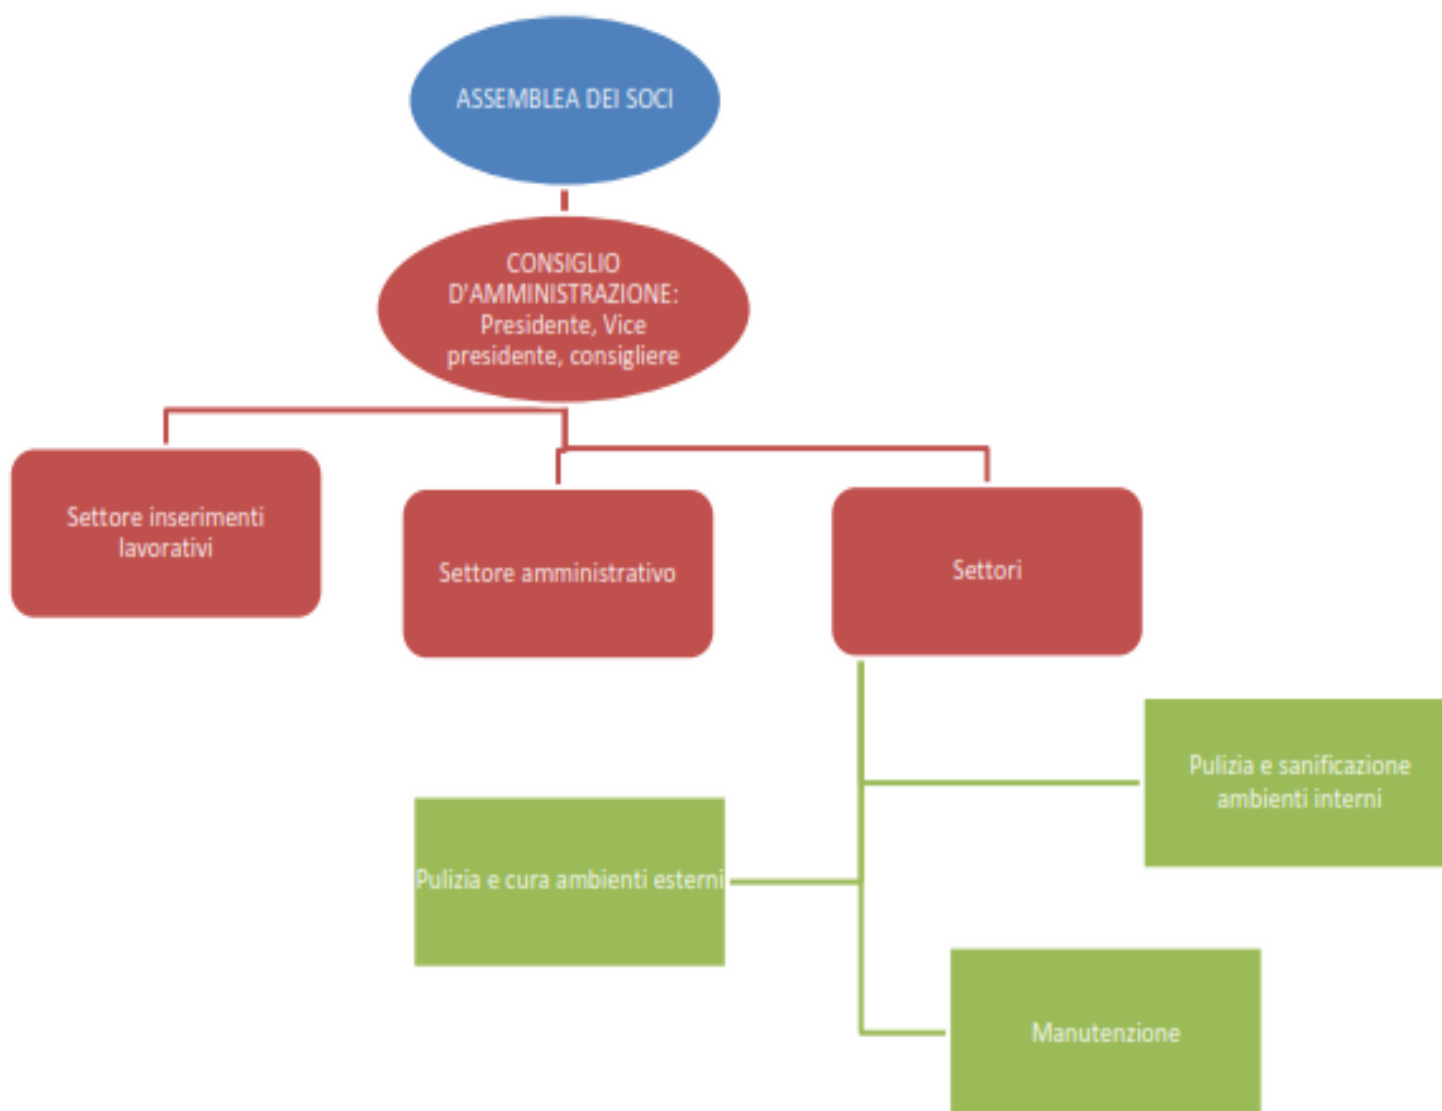 ASSEMBLEA DEI SOCI
CONSIGLIO
D'AMMINISTRAZIONE:
Presidente, Vice
presidente, consigliere
Settore inserimenti
lavorativi
Settore amministrativo
Settori
Pulizia e sanificazione
ambienti interni
Pulizia e cura ambienti esterni
Manutenzione